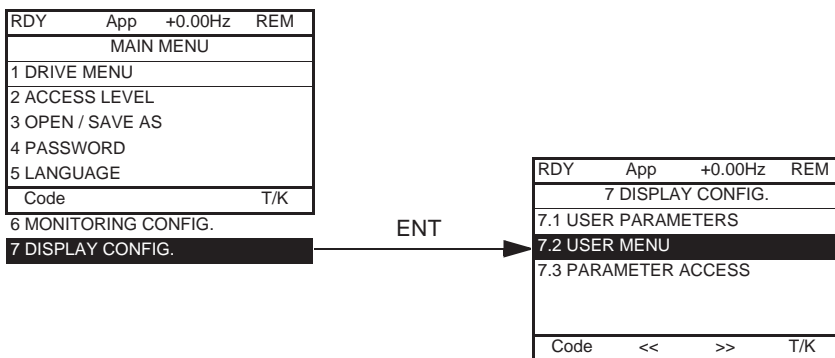 RDY App +0.00Hz REM
MAIN MENU
1 DRIVE MENU
2 ACCESS LEVEL
3 OPEN / SAVE AS
4 PASSWORD
5 LANGUAGE
Code T/K
6 MONITORING CONFIG.
7 DISPLAY CONFIG.
ENT
RDY App +0.00Hz REM
7 DISPLAY CONFIG.
7.1 USER PARAMETERS
7.2 USER MENU
7.3 PARAMETER ACCESS
Code << >> T/K